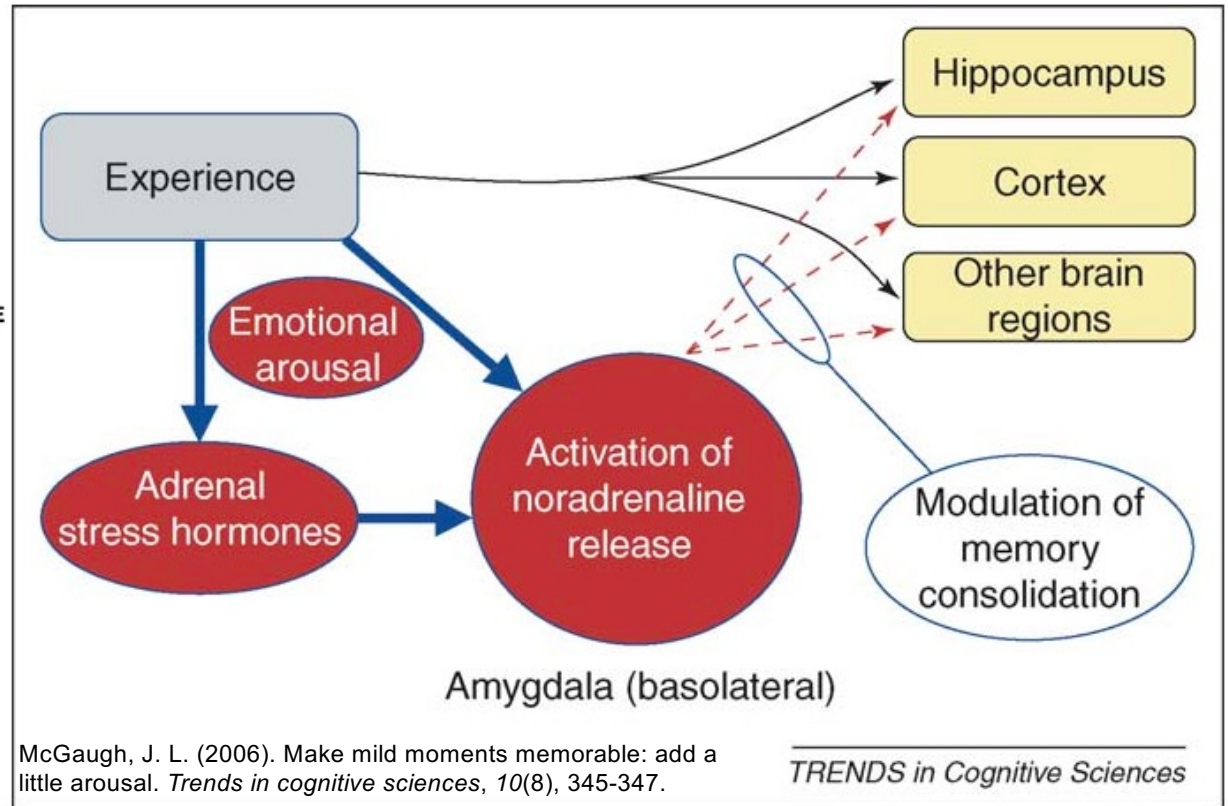 Hippocampus
Experience
Cortex
Other brain
regions
E
Emotional
arousal
Adrenal
stress hormones
Activation of
noradrenaline
release
Modulation of
memory
consolidation
Amygdala (basolateral)
McGaugh, J. L. (2006). Make mild moments memorable: add a
little arousal. Trends in cognitive sciences, 10(8), 345-347.
TRENDS in Cognitive Sciences